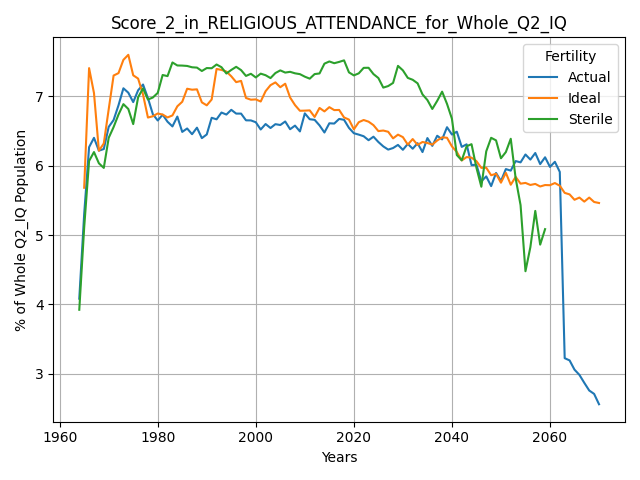 Score_2_in_RELIGIOUS_ATTENDANCE_for_Whole_Q2_IQ
Fertility
Actual
Ideal
Sterile
% of Whole Q2_IQ Population
7
6
5
4
3
1960
1980
2000
2020
2040
2060
Years